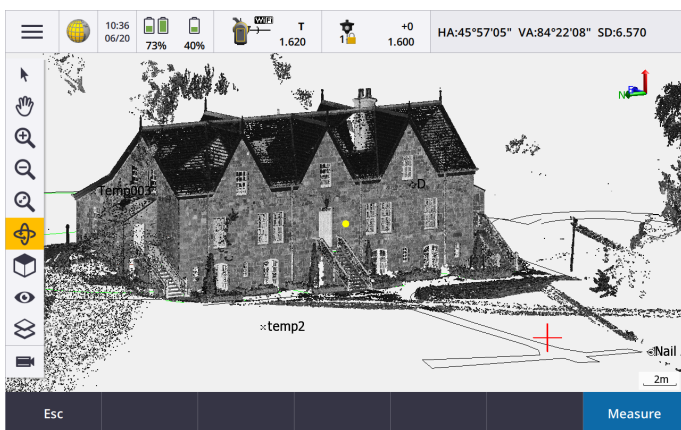 10:36
06/20
73%
40%
WiFi
T
1.620
1
+0
1.600
HA:45°57'05" VA:84°22'08" SD:6.570
N
Temp003
D
temp2
Nail
2m
Esc
Measure